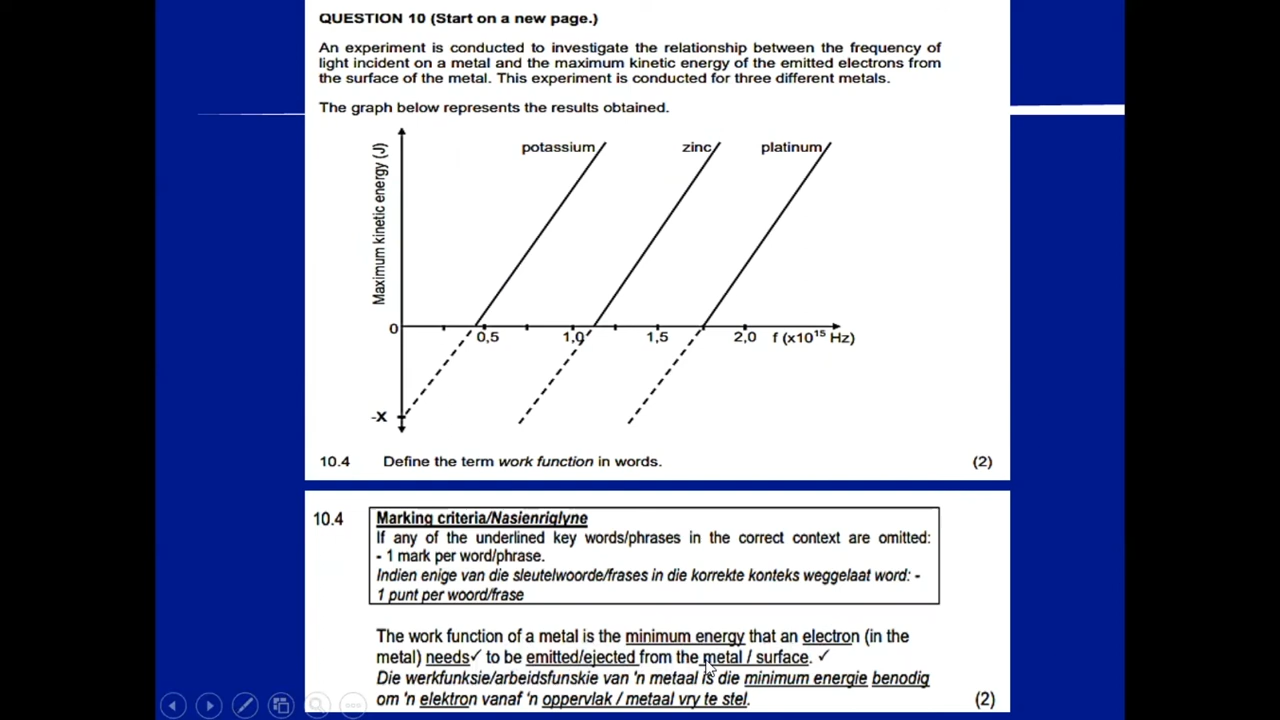 QUESTION 10 (Start on a new page.)
An experiment is conducted to investigate the relationship between the frequency of
light incident on a metal and the maximum kinetic energy of the emitted electrons from
the surface of the metal. This experiment is conducted for three different metals.
The graph below represents the results obtained.
Maximum kinetic energy (J)
potassium
zinc
platinum
0
0,5
1,0
1,5
2,0
f (x10¹⁵ Hz)
-X
10.4 Define the term work function in words. (2)
10.4
Marking criteria/Nasienriglyne
If any of the underlined key words/phrases in the correct context are omitted:
- 1 mark per word/phrase.
Indien enige van die sleutelwoorde/frases in die korrekte konteks weggelaat word: -
1 punt per woord/frase
The work function of a metal is the minimum energy that an electron (in the
metal) needs✓ to be emitted/ejected from the metal / surface. ✓
Die werkfunksie/arbeidsfunskie van 'n metaal is die minimum energie benodig
om 'n elektron vanaf 'n oppervlak / metaal vry te stel. (2)